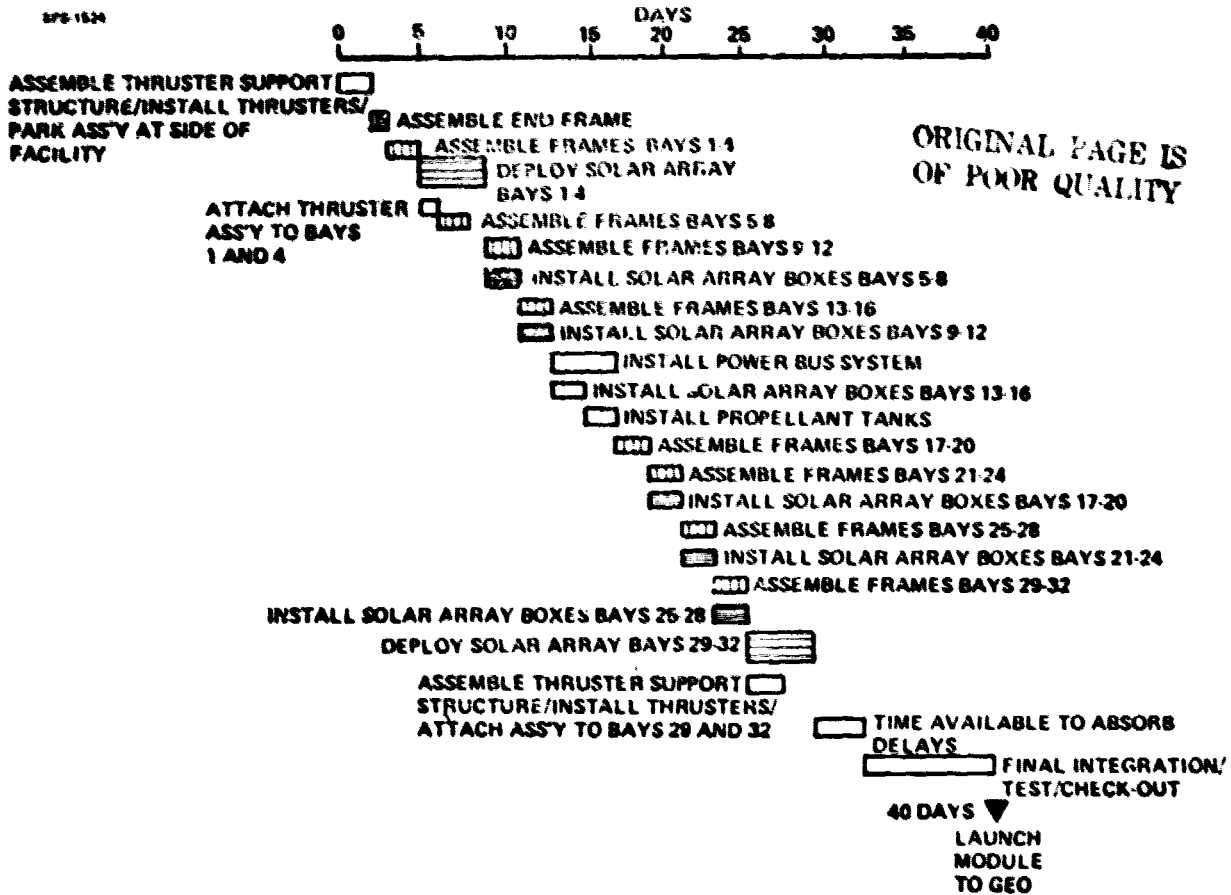 SPS-1524
DAYS
0 5 10 15 20 25 30 35 40
ASSEMBLE THRUSTER SUPPORT
STRUCTURE/INSTALL THRUSTERS/
PARK ASS'Y AT SIDE OF
FACILITY
ASSEMBLE END FRAME
ORIGINAL PAGE IS
OF POOR QUALITY
ASSEMBLE FRAMES BAYS 1-4
DEPLOY SOLAR ARRAY
BAYS 1-4
ATTACH THRUSTER
ASS'Y TO BAYS
1 AND 4
ASSEMBLE FRAMES BAYS 5-8
ASSEMBLE FRAMES BAYS 9-12
INSTALL SOLAR ARRAY BOXES BAYS 5-8
ASSEMBLE FRAMES BAYS 13-16
INSTALL SOLAR ARRAY BOXES BAYS 9-12
INSTALL POWER BUS SYSTEM
INSTALL SOLAR ARRAY BOXES BAYS 13-16
INSTALL PROPELLANT TANKS
ASSEMBLE FRAMES BAYS 17-20
ASSEMBLE FRAMES BAYS 21-24
INSTALL SOLAR ARRAY BOXES BAYS 17-20
ASSEMBLE FRAMES BAYS 25-28
INSTALL SOLAR ARRAY BOXES BAYS 21-24
ASSEMBLE FRAMES BAYS 29-32
INSTALL SOLAR ARRAY BOXES BAYS 25-28
DEPLOY SOLAR ARRAY BAYS 29-32
ASSEMBLE THRUSTER SUPPORT
STRUCTURE/INSTALL THRUSTERS/
ATTACH ASS'Y TO BAYS 29 AND 32
TIME AVAILABLE TO ABSORB
DELAYS
FINAL INTEGRATION/
TEST/CHECK-OUT
40 DAYS
LAUNCH
MODULE
TO GEO